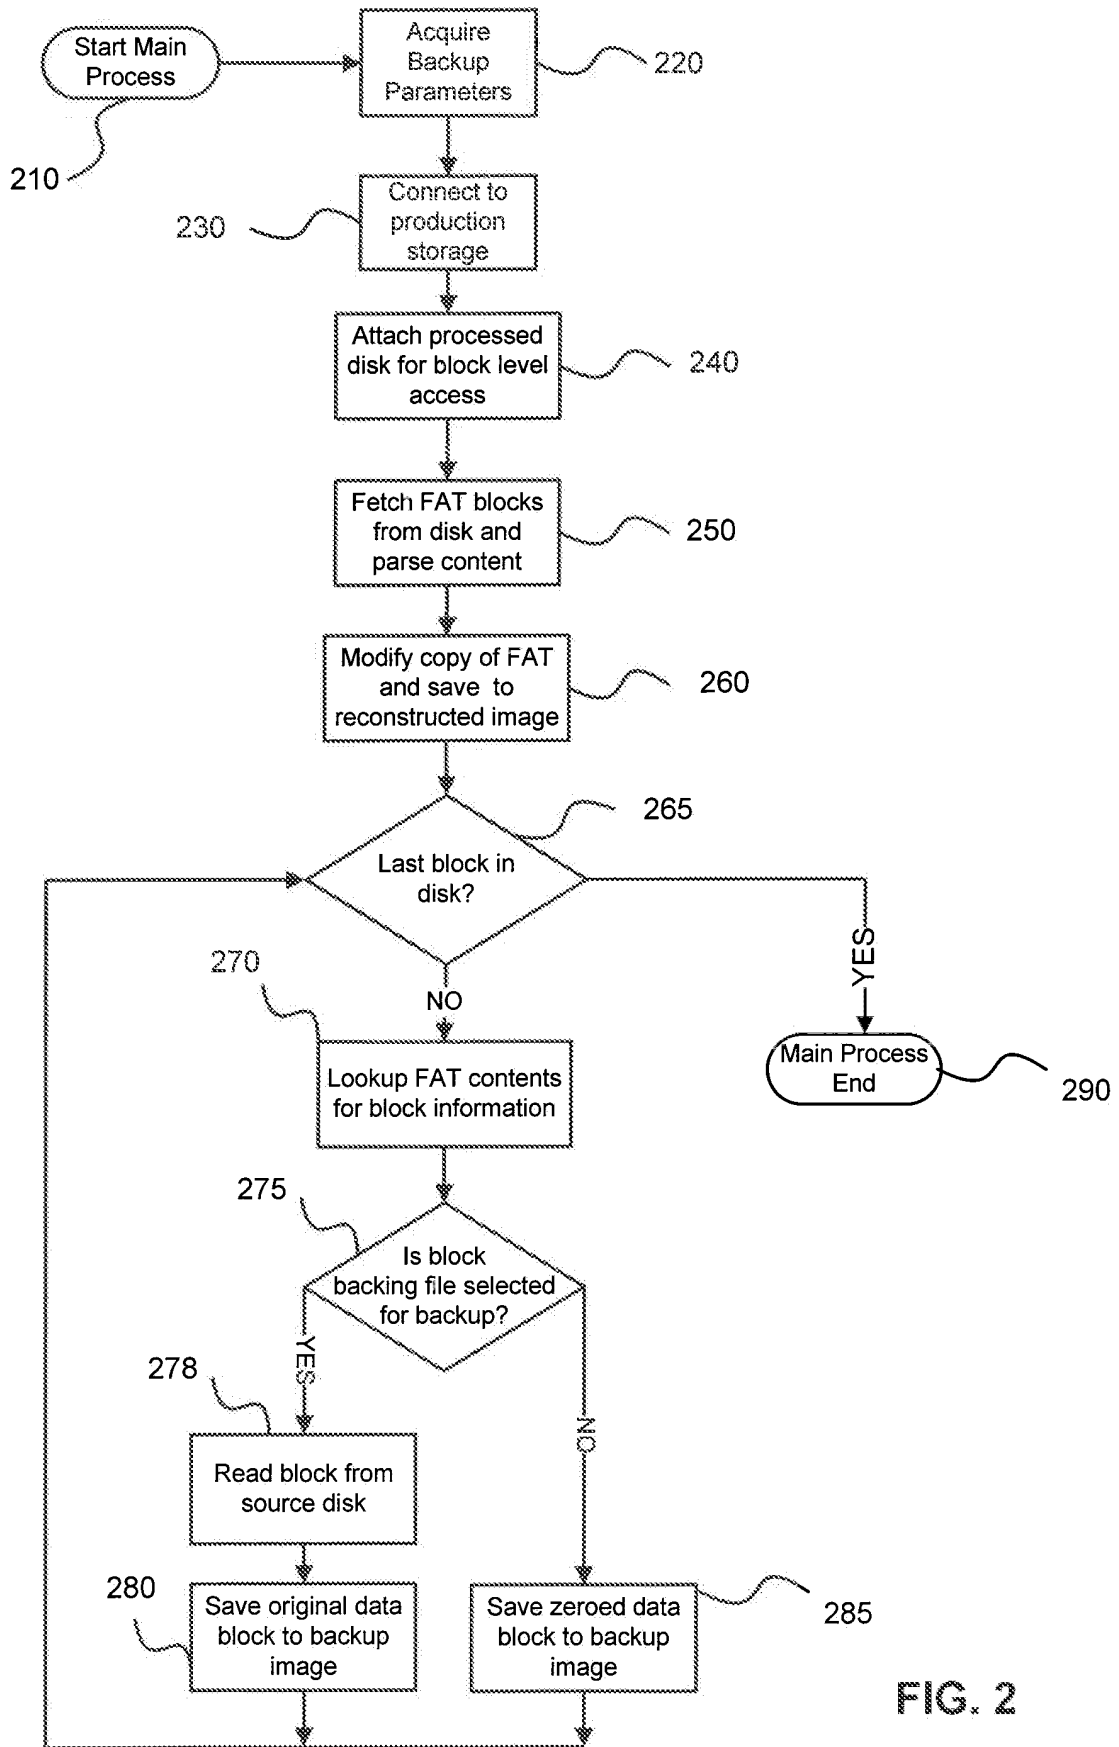 Start Main
Process
210
Acquire
Backup
Parameters
220
Connect to
production
storage
230
Attach processed
disk for block level
access
240
Fetch FAT blocks
from disk and
parse content
250
Modify copy of FAT
and save to
reconstructed image
260
Last block in
disk?
265
YES
NO
270
Lookup FAT contents
for block information
Main Process
End
290
275
Is block
backing file selected
for backup?
YES
NO
278
Read block from
source disk
280
Save original data
block to backup
image
Save zeroed data
block to backup
image
285
FIG. 2